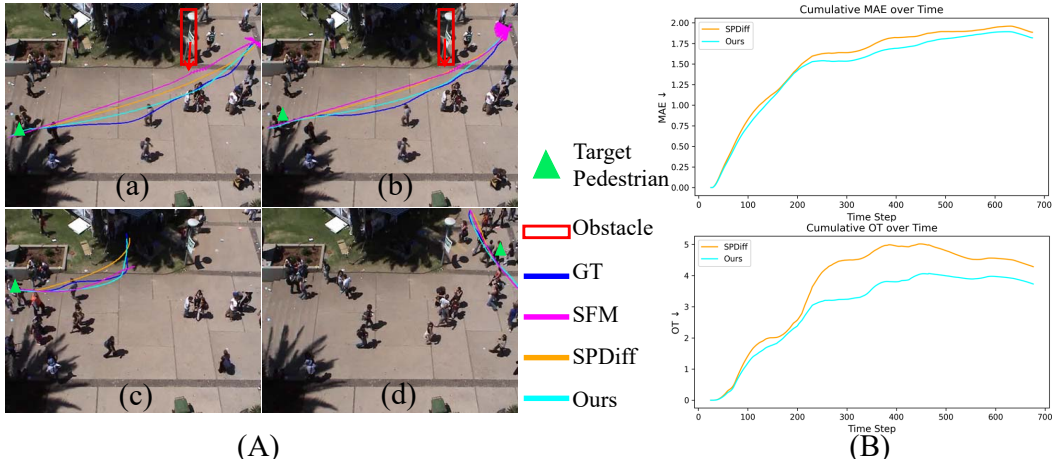 (a)
(b)
(c)
(d)
(A)
Target
Pedestrian
Obstacle
GT
SFM
SPDiff
Ours
Cumulative MAE over Time
SPDiff
Ours
MAE ↓
2.00
1.75
1.50
1.25
1.00
0.75
0.50
0.25
0.00
0 100 200 300 400 500 600 700
Time Step
Cumulative OT over Time
SPDiff
Ours
OT ↓
5
4
3
2
1
0
0 100 200 300 400 500 600 700
Time Step
(B)